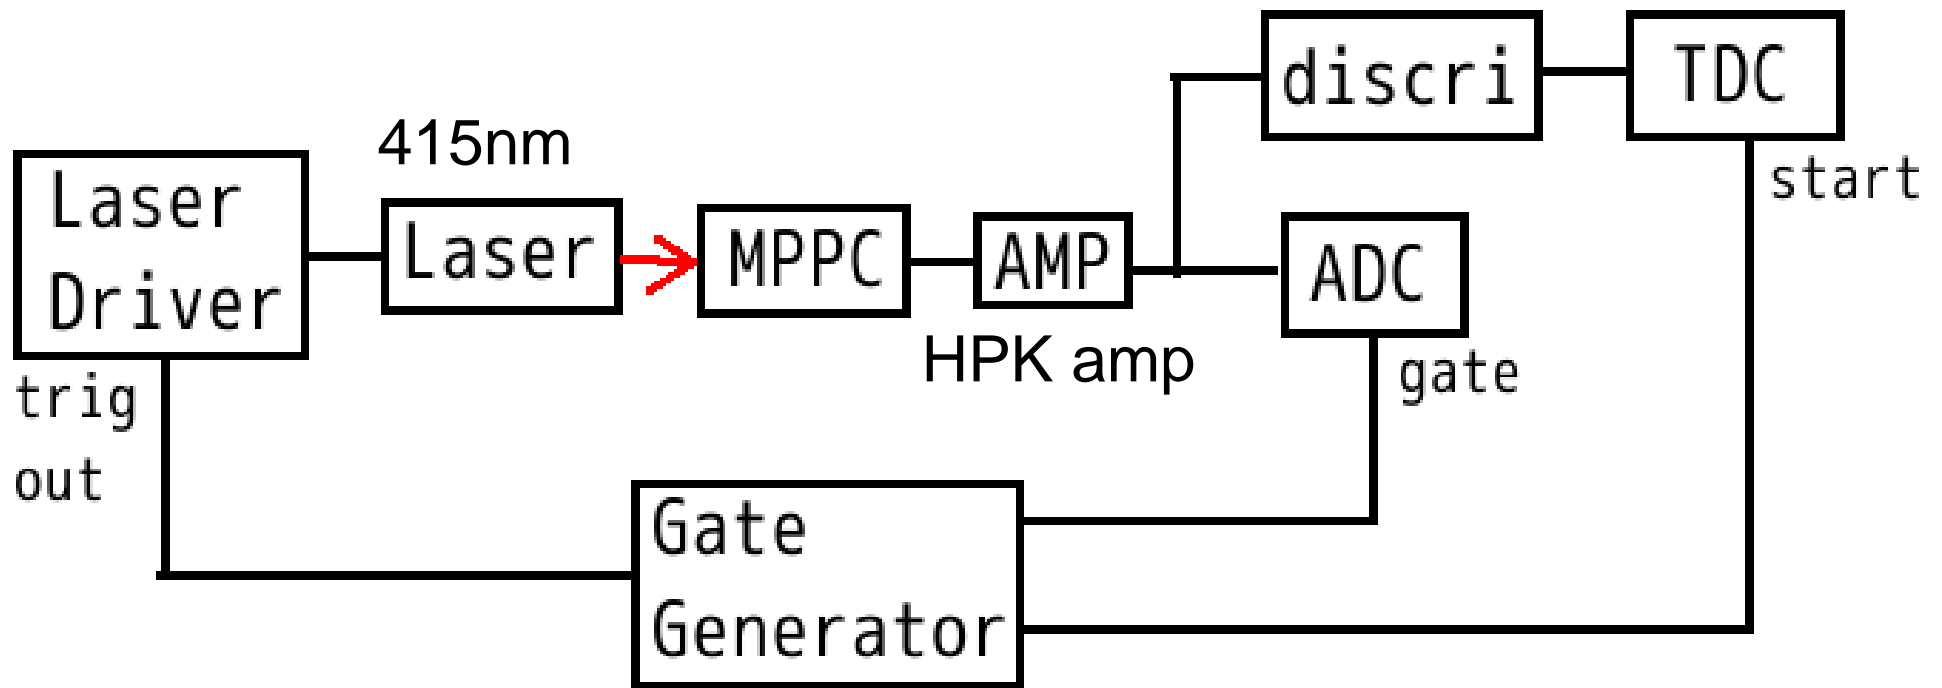 discri
TDC
415nm
start
Laser
Driver
Laser
MPPC
AMP
ADC
HPK amp
gate
trig
out
Gate
Generator